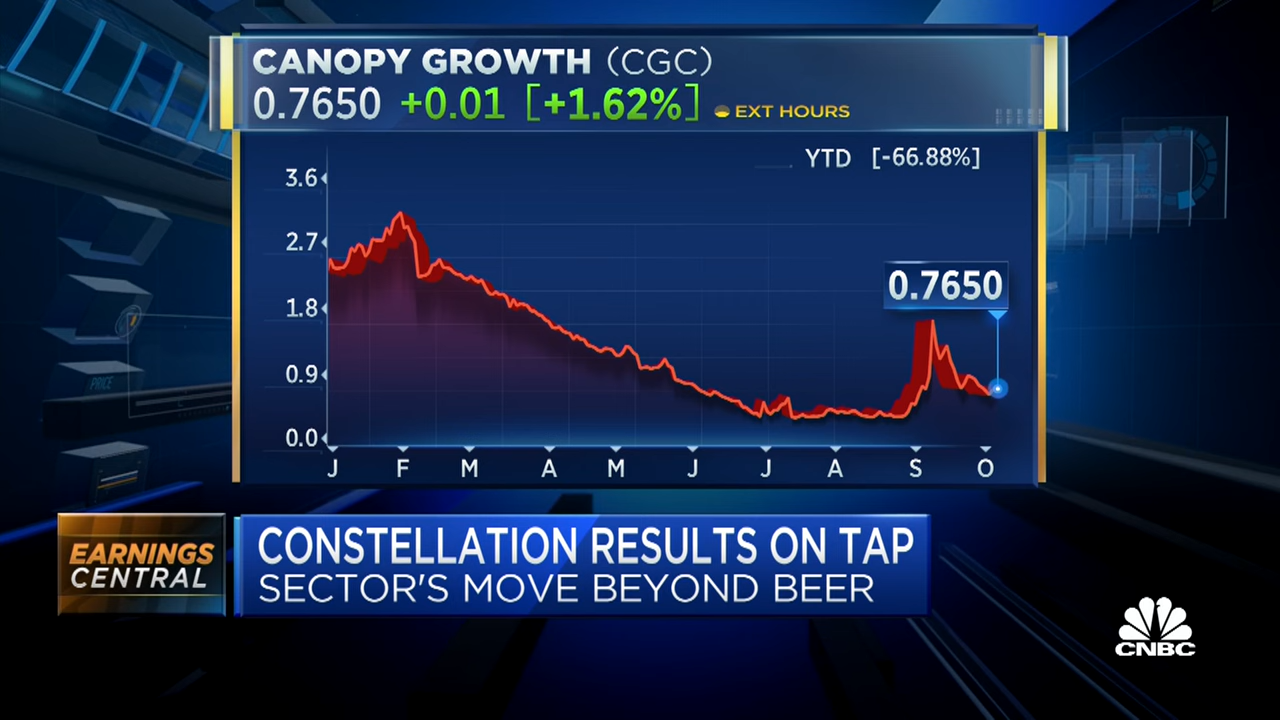 CANOPY GROWTH (CGC)
0.7650 +0.01 [+1.62%] EXT HOURS
YTD [-66.88%]
3.6
2.7
1.8
0.9
0.0
0.7650
J F M A M J J A S O
PRICE
EARNINGS
CENTRAL
CONSTELLATION RESULTS ON TAP
SECTOR'S MOVE BEYOND BEER
CNBC